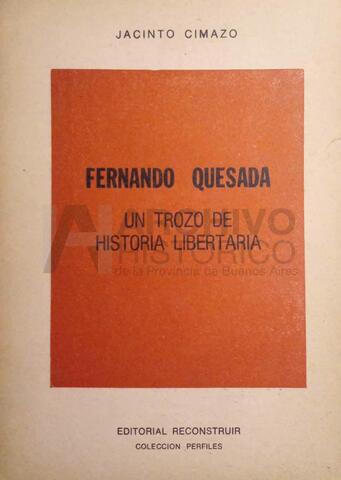 JACINTO CIMAZO
FERNANDO QUESADA
UN TROZO DE
HISTORIA LIBERTARIA
ARCHIVO
HISTÓRICO
de la Provincia de Buenos Aires
EDITORIAL RECONSTRUIR
COLECCION PERFILES